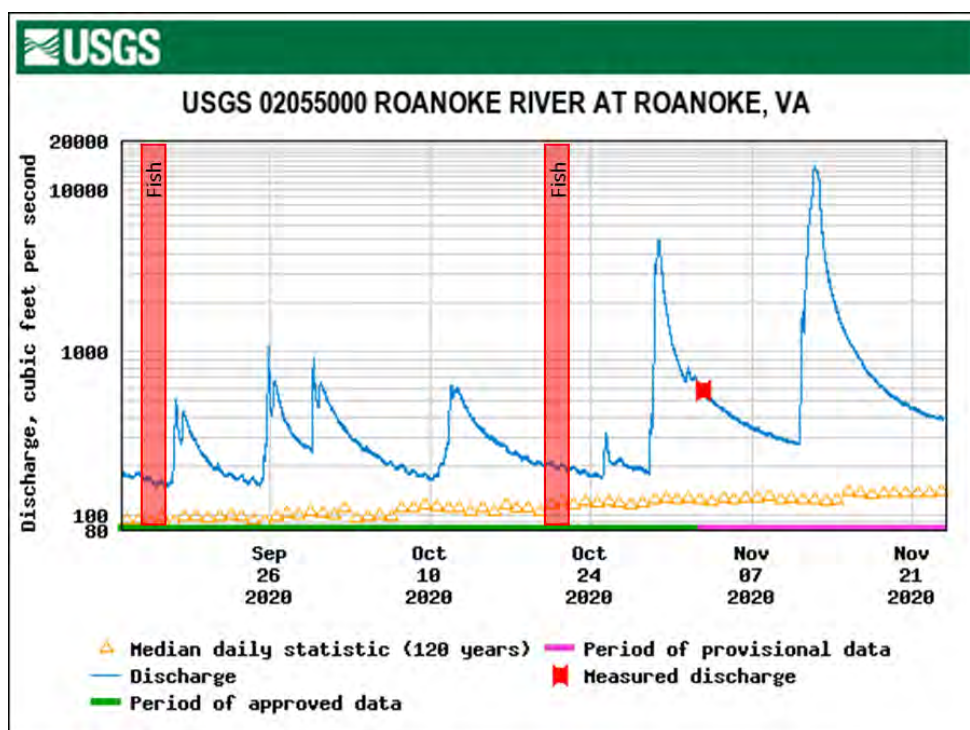 USGS
USGS 02055000 ROANOKE RIVER AT ROANOKE, VA
Discharge, cubic feet per second
20000
10000
1000
100
80
Fish
Fish
Sep 26 2020
Oct 10 2020
Oct 24 2020
Nov 07 2020
Nov 21 2020
Median daily statistic (120 years)
Period of provisional data
Discharge
Measured discharge
Period of approved data